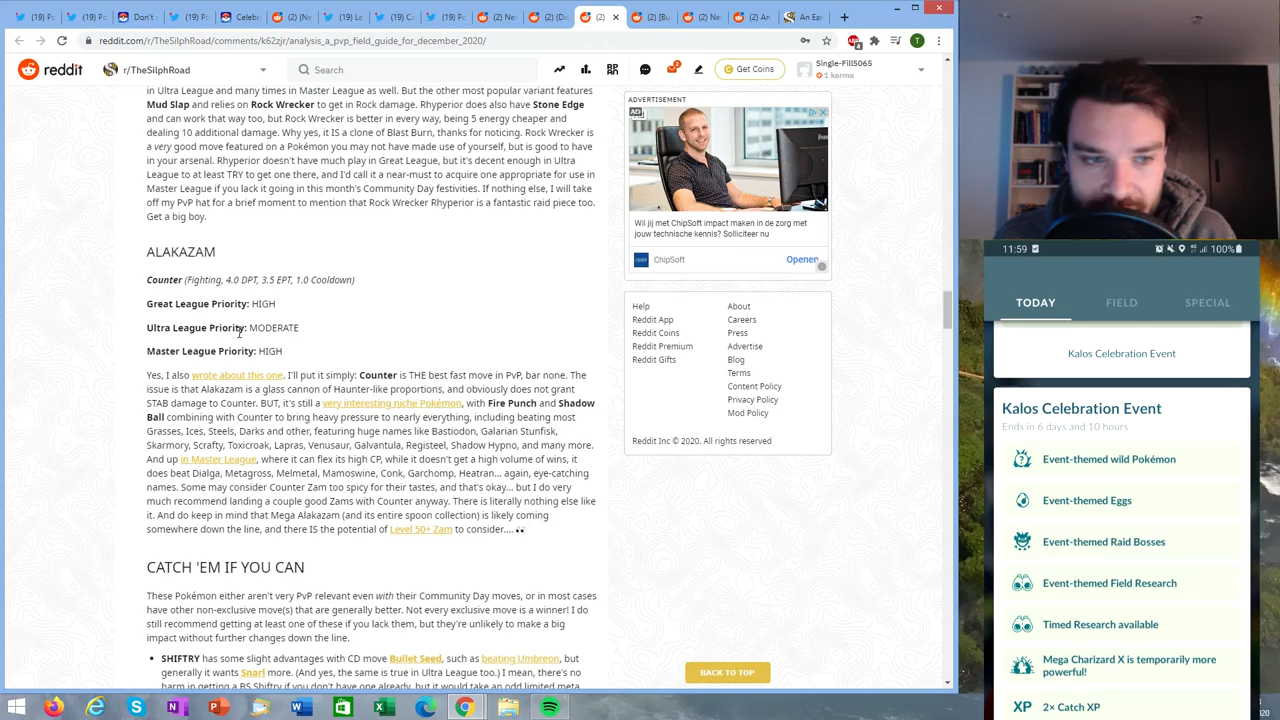 (19) Po
Celeb
Don't
(1) Po
(1) Ne
(1) Co
(2) Ne
(2) Ne
(2)
[Bu
(2) Ne
(2) Ne
An Ea
reddit.com/r/TheSilphRoad/comments/k62zjr/analysis_a_pvp_field_guide_for_december_2020/
reddit
r/TheSilphRoad
Search
Get Coins
Single-Fill5065
1 karma
in Ultra League and many times in Master League as well. But the other most popular variant features
Mud Slap and relies on Rock Wrecker to get in Rock damage. Rhyperior does also have Stone Edge
and can work that way too, but Rock Wrecker is better in every way, being 5 energy cheaper and
dealing 10 additional damage. Why yes, it IS a clone of Blast Burn, thanks for noticing. Rock Wrecker is
a very good move featured on a Pokémon you may not have made use of yourself, but is good to have
in your arsenal. Rhyperior doesn't have much play in Great League, but it's decent enough in Ultra
League to at least TRY to get one there, and I'd call it a near-must to acquire one appropriate for use in
Master League if you lack it going in this month's Community Day festivities. If nothing else, I will take
off my PvP hat for a brief moment to mention that Rock Wrecker Rhyperior is a fantastic raid piece too.
Get a big boy.
ALAKAZAM
Counter (Fighting, 4.0 DPT, 3.5 EPT, 1.0 Cooldown)
Great League Priority: HIGH
Ultra League Priority: MODERATE
Master League Priority: HIGH
Yes, I also wrote about this one. I'll put it simply: Counter is THE best fast move in PvP, bar none. The
issue is that Alakazam is a glass cannon of Haunter-like proportions, and obviously does not grant
STAB damage to Counter. BUT, it's still a very interesting niche Pokémon, with Fire Punch and Shadow
Ball combining with Counter to bring heavy pressure to nearly everything, including beating most
Grasses, Ices, Steels, Darks and other, featuring huge names like Bastiodon, Galarian Stunfisk,
Skarmory, Scrafty, Toxicroak, Lapras, Venusaur, Galvantula, Registeel, Shadow Hypno, and many more.
And up in Master League, where it can flex its high CP, while it doesn't get a high volume of wins, it
does beat Dialga, Metagross, Melmetal, Mamoswine, Conk, Garchomp, Heatran... again, eye-catching
names. Some may consider Counter Zam too spicy for their tastes, and that's okay... but I do very
much recommend landing a couple good Zams with Counter anyway. There is literally nothing else like
it. And do keep in mind that Mega Alakazam (and its entire spoon collection) is likely coming
somewhere down the line, and there IS the potential of Level 50+ Zam to consider....
CATCH 'EM IF YOU CAN
These Pokémon either aren't very PvP relevant even with their Community Day moves, or in most cases
have other non-exclusive move(s) that are generally better. Not every exclusive move is a winner! I do
still recommend getting at least one of these if you lack them, but they're unlikely to make a big
impact without further changes down the line.
• SHIFTRY has some slight advantages with CD move Bullet Seed, such as beating Umbreon, but
generally it wants Snarl more. (And yes, the same is true in Ultra League too.) I mean, there's no
ADVERTISEMENT
AD
Wil jij met ChipSoft impact maken in de zorg met
jouw technische kennis? Solliciteer nu
ChipSoft
Openen
Help
About
Reddit App
Careers
Reddit Coins
Press
Reddit Premium
Advertise
Reddit Gifts
Blog
Terms
Content Policy
Privacy Policy
Mod Policy
Reddit Inc © 2020. All rights reserved
BACK TO TOP
11:59
100%
TODAY
FIELD
SPECIAL
Kalos Celebration Event
Kalos Celebration Event
Ends in 6 days and 10 hours
Event-themed wild Pokémon
Event-themed Eggs
Event-themed Raid Bosses
Event-themed Field Research
Timed Research available
Mega Charizard X is temporarily more
powerful!
XP 2× Catch XP